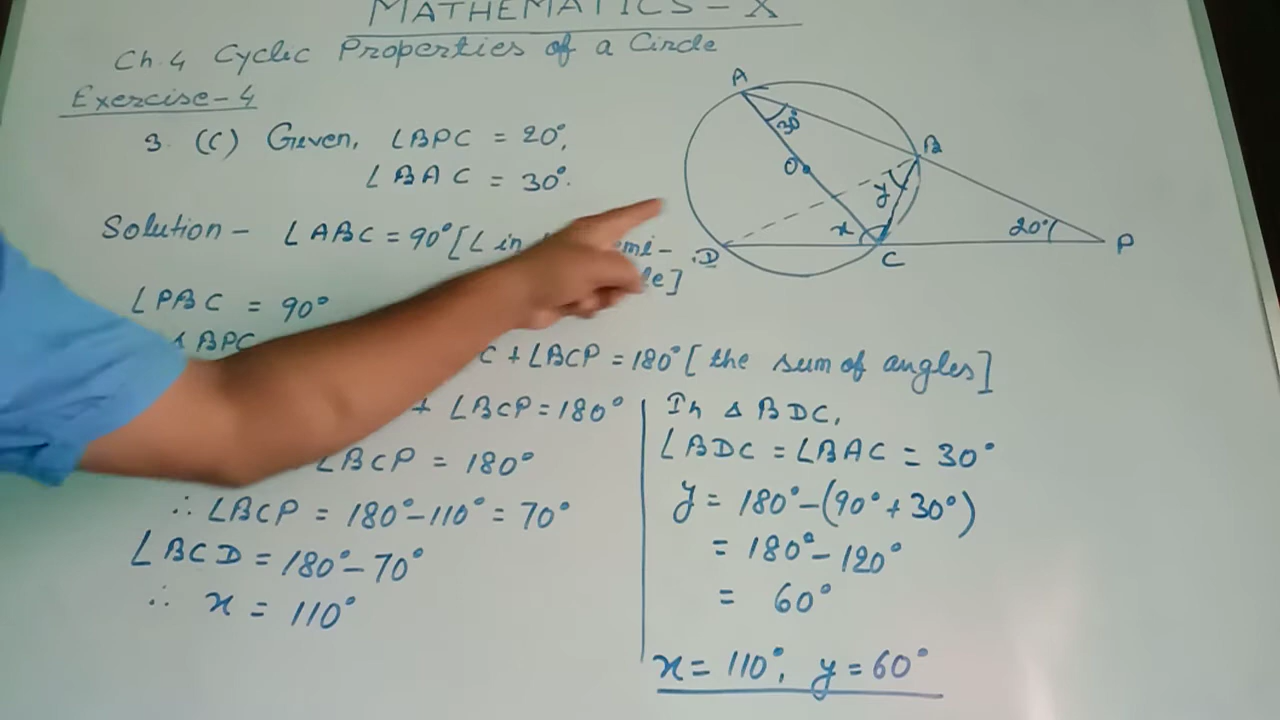 MATHEMATICS - X
Ch. 4 Cyclic Properties of a Circle
Exercise - 4
3. (C) Given, ∠BPC = 20°,
∠BAC = 30°.
Solution - ∠ABC = 90° [∠ in
∠PBC = 90°
BPC
C + ∠BCP = 180° [the sum of angles]
+ ∠BCP = 180°
∠BCP = 180°
∴ ∠BCP = 180° - 110° = 70°
∠BCD = 180° - 70°
∴ x = 110°
In Δ BDC,
∠BDC = ∠BAC = 30°
y = 180° - (90° + 30°)
= 180° - 120°
= 60°
x = 110°, y = 60°
A
30°
B
O
y
x
20°
P
D
C